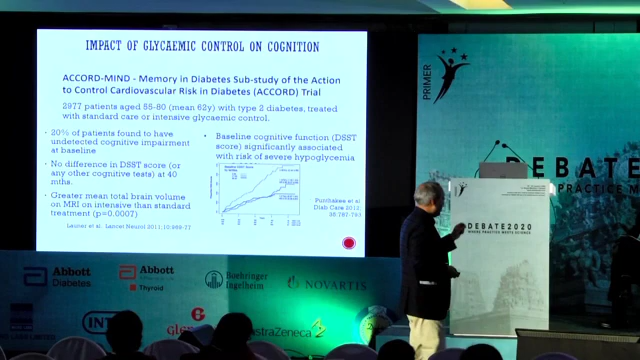 IMPACT OF GLYCAEMIC CONTROL ON COGNITION
ACCORD-MIND - Memory in Diabetes Sub-study of the Action
to Control Cardiovascular Risk in Diabetes (ACCORD) Trial
2977 patients aged 55-80 (mean 62y) with type 2 diabetes, treated
with standard care or intensive glycaemic control.
20% of patients found to have
undetected cognitive impairment
at baseline
No difference in DSST score (or
any other cognitive tests) at 40
mths.
Greater mean total brain volume
on MRI on intensive than standard
treatment (p=0.0007)
Launer et al. Lancet Neurol 2011;10:969-77
Baseline cognitive function (DSST
score) significantly associated
with risk of severe hypoglycemia
Punthakee et al
Diab Care 2012;
35:787-793
PRIMER
DEBATE
PRACTICE MEETS
DEBATE2020
WHERE PRACTICE MEETS SCIENCE
Abbott
Diabetes
Abbott
Thyroid
Boehringer
Ingelheim
NOVARTIS
INT
AstraZeneca